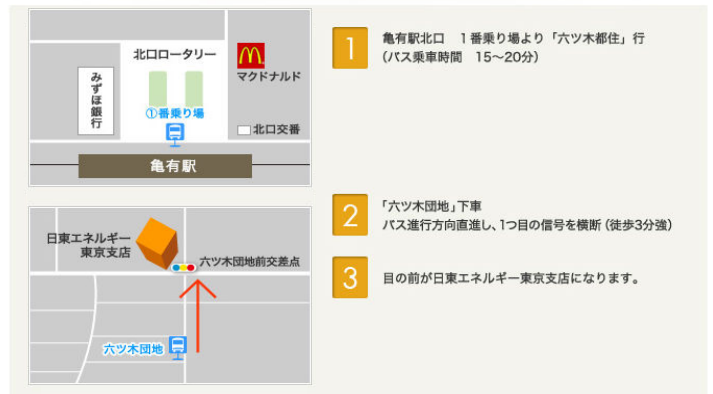 北口ロータリー
マクドナルド
みずほ銀行
①番乗り場
北口交番
亀有駅
1
亀有駅北口 1番乗り場より「六ツ木都住」行
(バス乗車時間 15〜20分)
日東エネルギー
東京支店
六ツ木団地前交差点
六ツ木団地
2
「六ツ木団地」下車
バス進行方向直進し、1つ目の信号を横断(徒歩3分強)
3
目の前が日東エネルギー東京支店になります。